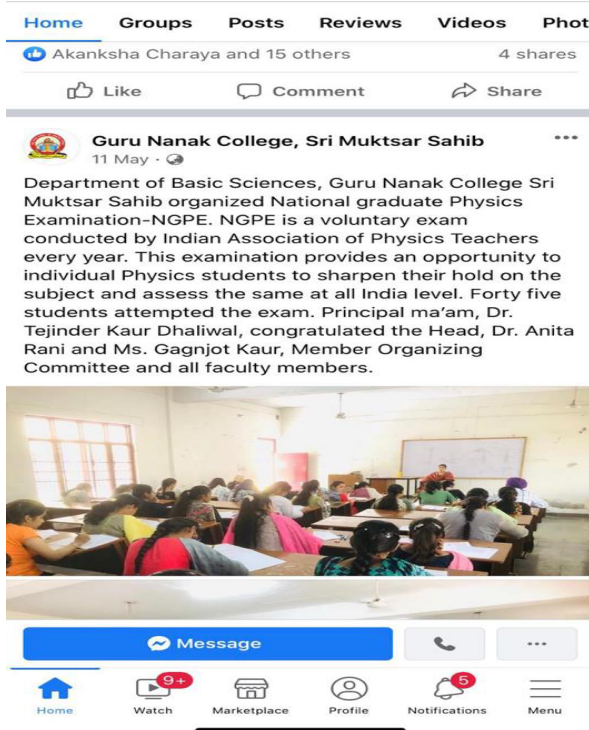 Home Groups Posts Reviews Videos Phot
Akanksha Charaya and 15 others 4 shares
Like Comment Share
Guru Nanak College, Sri Muktsar Sahib
11 May ·
Department of Basic Sciences, Guru Nanak College Sri
Muktsar Sahib organized National graduate Physics
Examination-NGPE. NGPE is a voluntary exam
conducted by Indian Association of Physics Teachers
every year. This examination provides an opportunity to
individual Physics students to sharpen their hold on the
subject and assess the same at all India level. Forty five
students attempted the exam. Principal ma'am, Dr.
Tejinder Kaur Dhaliwal, congratulated the Head, Dr. Anita
Rani and Ms. Gagnjot Kaur, Member Organizing
Committee and all faculty members.
Message
9+ 5
Home Watch Marketplace Profile Notifications Menu